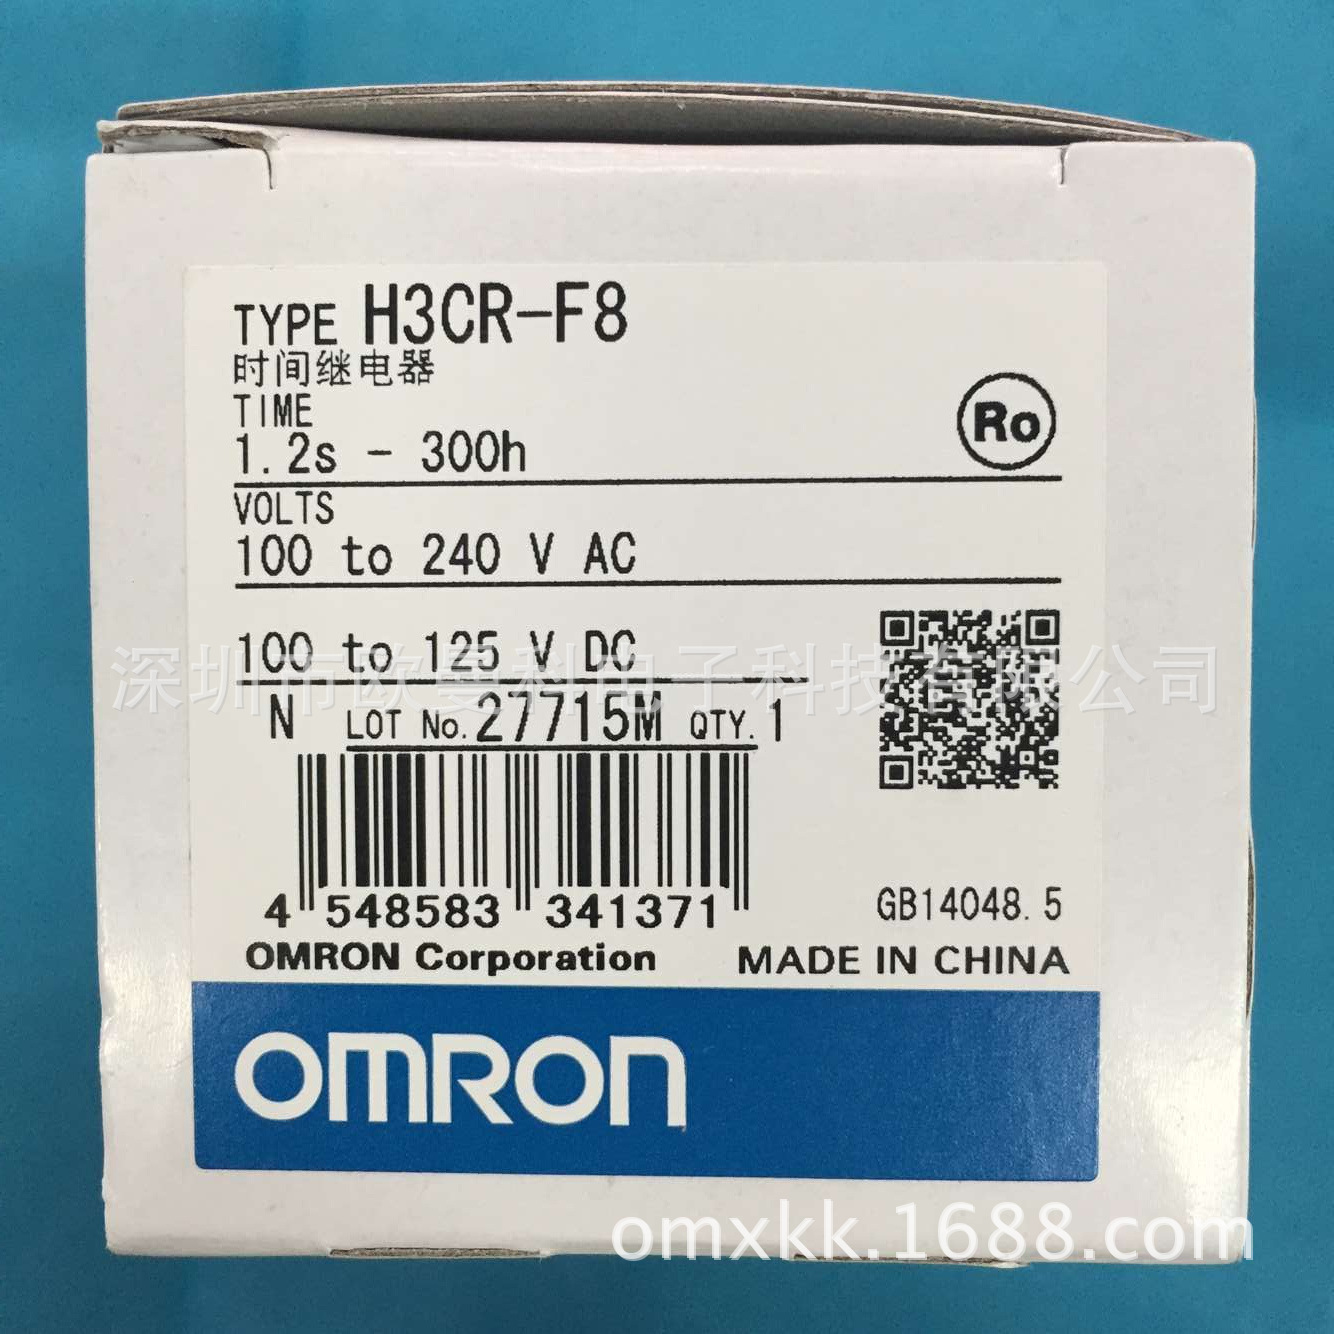 TYPE H3CR-F8
时间继电器
TIME
1.2s - 300h
Ro
VOLTS
100 to 240 V AC
100 to 125 V DC
深圳市欧曼利电子科技有限公司
N LOT No. 27715M QTY. 1
4 548583 341371
GB14048.5
OMRON Corporation
MADE IN CHINA
OMRON
omxkk.1688.com